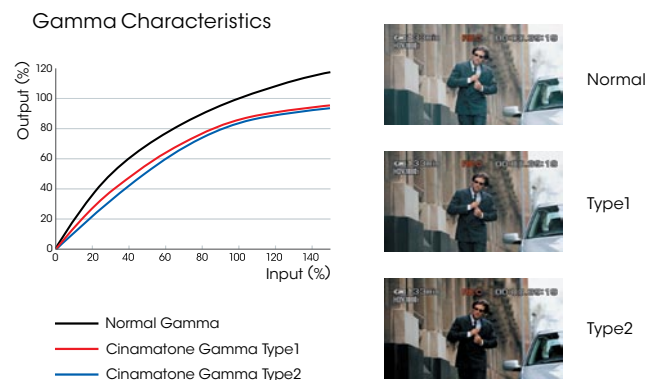 Gamma Characteristics
Output (%)
120
100
80
60
40
20
0
0 20 40 60 80 100 120 140
Input (%)
Normal Gamma
Cinamatone Gamma Type1
Cinamatone Gamma Type2
Normal
Type1
Type2